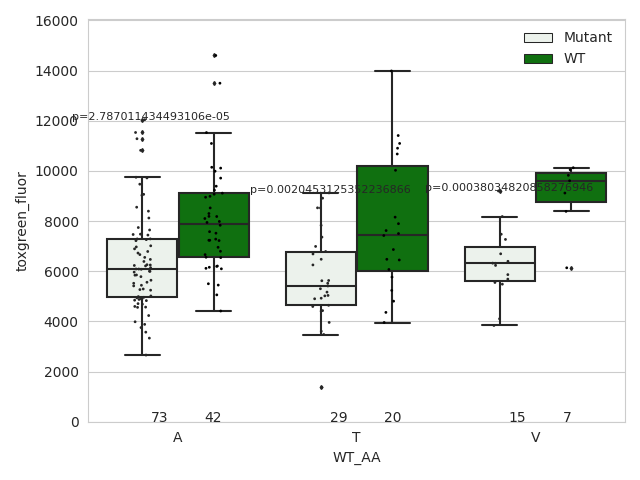 16000
Mutant
WT
14000
12000
p=2.787011434493106e-05
10000
p=0.0020453125352236866
p=0.00038034820858276946
8000
6000
4000
2000
0
73 42 29 20 15 7
A T V
WT_AA
toxgreen_fluor